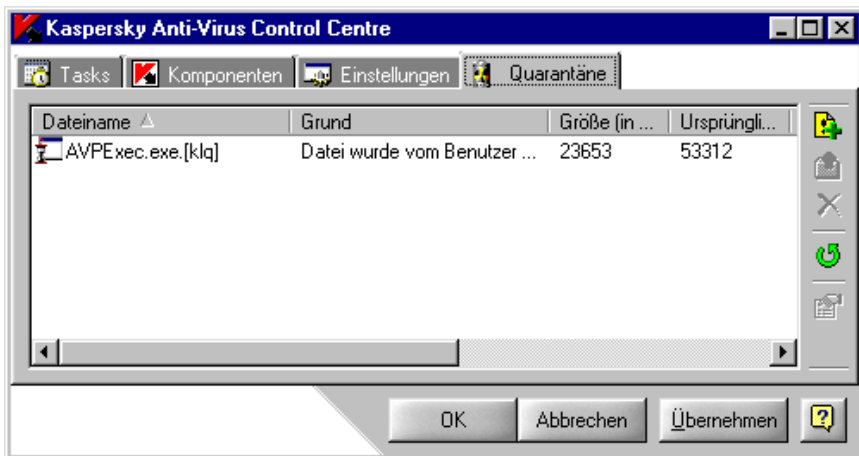 Kaspersky Anti-Virus Control Centre
Tasks Komponenten Einstellungen Quarantäne
Dateiname Grund Größe (in ... Ursprüngli...
AVPExec.exe.[klq] Datei wurde vom Benutzer ... 23653 53312
OK Abbrechen Übernehmen ?